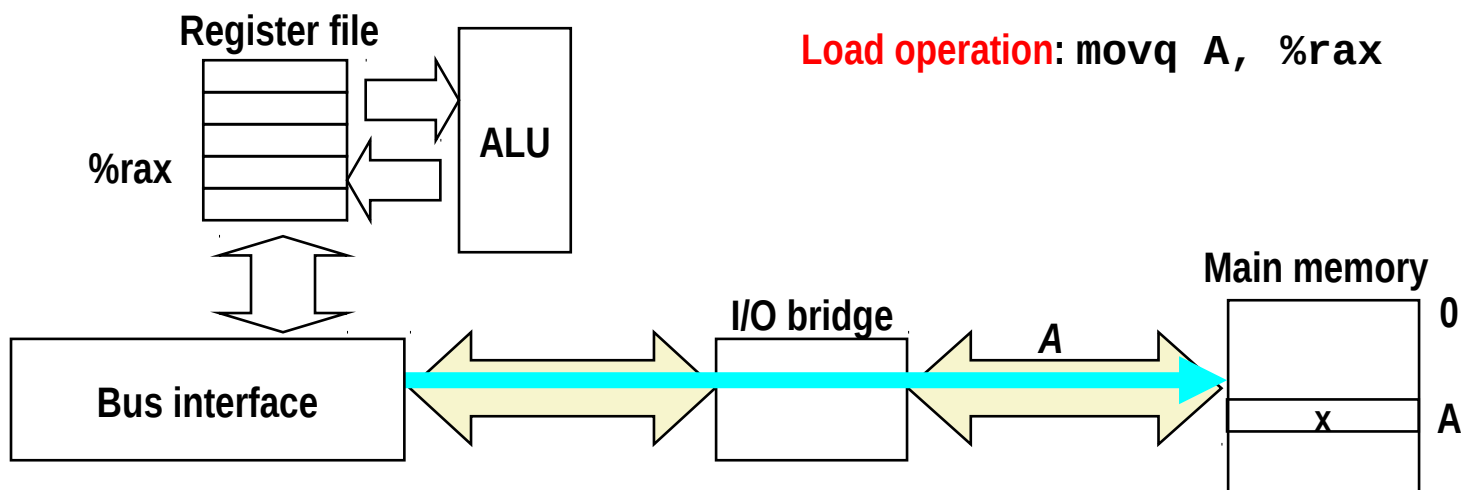 Register file
Load operation: movq A, %rax
ALU
%rax
Main memory
0
I/O bridge
A
Bus interface
x
A